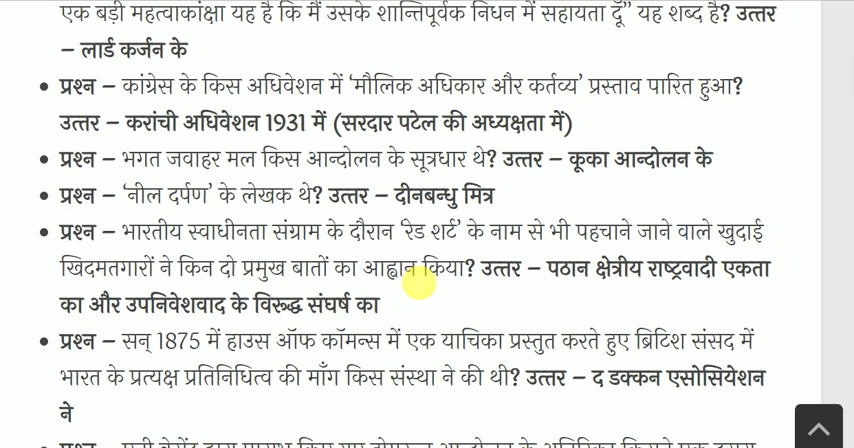 एक बड़ी महत्वाकांक्षा यह है कि मैं उसके शान्तिपूर्वक निधन में सहायता दूँ” यह शब्द है? उत्तर
– लार्ड कर्जन के
प्रश्न – कांग्रेस के किस अधिवेशन में ‘मौलिक अधिकार और कर्तव्य’ प्रस्ताव पारित हुआ?
उत्तर – करांची अधिवेशन 1931 में (सरदार पटेल की अध्यक्षता में)
प्रश्न – भगत जवाहर मल किस आन्दोलन के सूत्रधार थे? उत्तर – कूका आन्दोलन के
प्रश्न – ‘नील दर्पण’ के लेखक थे? उत्तर – दीनबन्धु मित्र
प्रश्न – भारतीय स्वाधीनता संग्राम के दौरान ‘रेड शर्ट’ के नाम से भी पहचाने जाने वाले खुदाई
खिदमतगारों ने किन दो प्रमुख बातों का आह्वान किया? उत्तर – पठान क्षेत्रीय राष्ट्रवादी एकता
का और उपनिवेशवाद के विरूद्ध संघर्ष का
प्रश्न – सन् 1875 में हाउस ऑफ कॉमन्स में एक याचिका प्रस्तुत करते हुए ब्रिटिश संसद में
भारत के प्रत्यक्ष प्रतिनिधित्व की माँग किस संस्था ने की थी? उत्तर – द डक्कन एसोसियेशन
ने